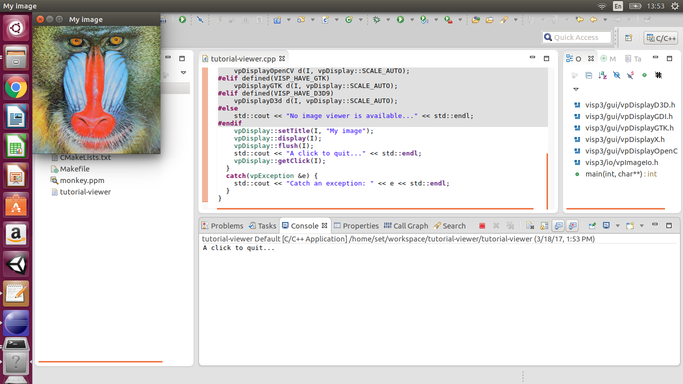 My image
En
13:53
My image
Quick Access
C/C++
tutorial-viewer.cpp
O
M
Ta
vpDisplayOpenCV d(I, vpDisplay::SCALE_AUTO);
#elif defined(VISP_HAVE_GTK)
vpDisplayGTK d(I, vpDisplay::SCALE_AUTO);
#elif defined(VISP_HAVE_D3D9)
vpDisplayD3d d(I, vpDisplay::SCALE_AUTO);
#else
std::cout << "No image viewer is available..." << std::endl;
#endif
vpDisplay::setTitle(I, "My image");
vpDisplay::display(I);
vpDisplay::flush(I);
std::cout << "A click to quit..." << std::endl;
vpDisplay::getClick(I);
}
catch(vpException &e) {
std::cout << "Catch an exception: " << e << std::endl;
}
}
visp3/gui/vpDisplayD3D.h
visp3/gui/vpDisplayGDI.h
visp3/gui/vpDisplayGTK.h
visp3/gui/vpDisplayX.h
visp3/gui/vpDisplayOpenC
visp3/io/vpImageIo.h
main(int, char**) : int
CMakeLists.txt
Makefile
monkey.ppm
tutorial-viewer
Problems
Tasks
Console
Properties
Call Graph
Search
tutorial-viewer Default [C/C++ Application] /home/set/workspace/tutorial-viewer/tutorial-viewer (3/18/17, 1:53 PM)
A click to quit...